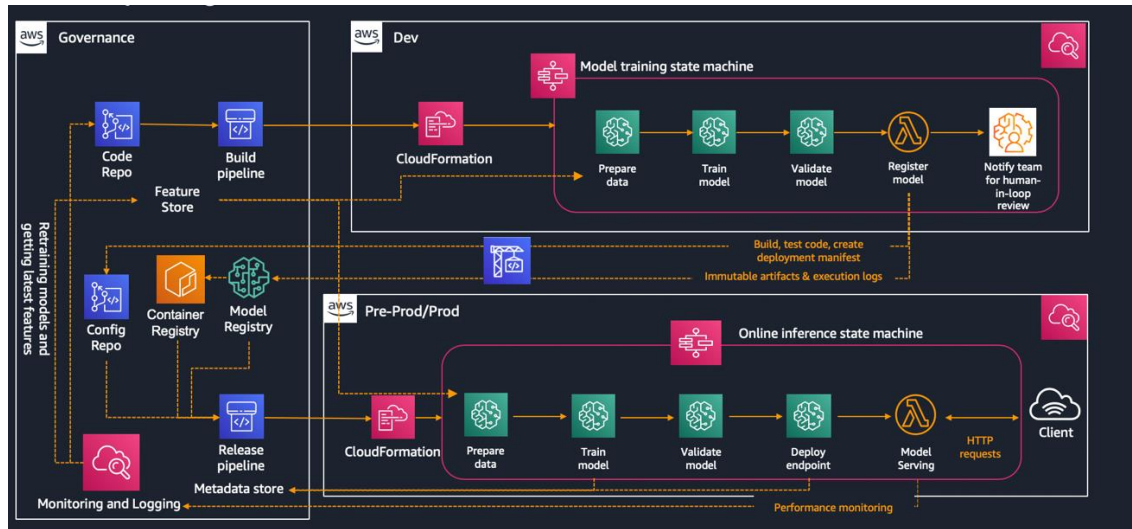 aws
Governance
aws
Dev
Model training state machine
Code
Repo
Build
pipeline
CloudFormation
Prepare
data
Train
model
Validate
model
Register
model
Notify team
for human-
in-loop
review
Feature
Store
Retraining models and
getting latest features
Build, test code, create
deployment manifest
Immutable artifacts & execution logs
Config
Repo
Container
Registry
Model
Registry
aws
Pre-Prod/Prod
Online inference state machine
Release
pipeline
CloudFormation
Prepare
data
Train
model
Validate
model
Deploy
endpoint
Model
Serving
HTTP
requests
Client
Metadata store
Monitoring and Logging
Performance monitoring